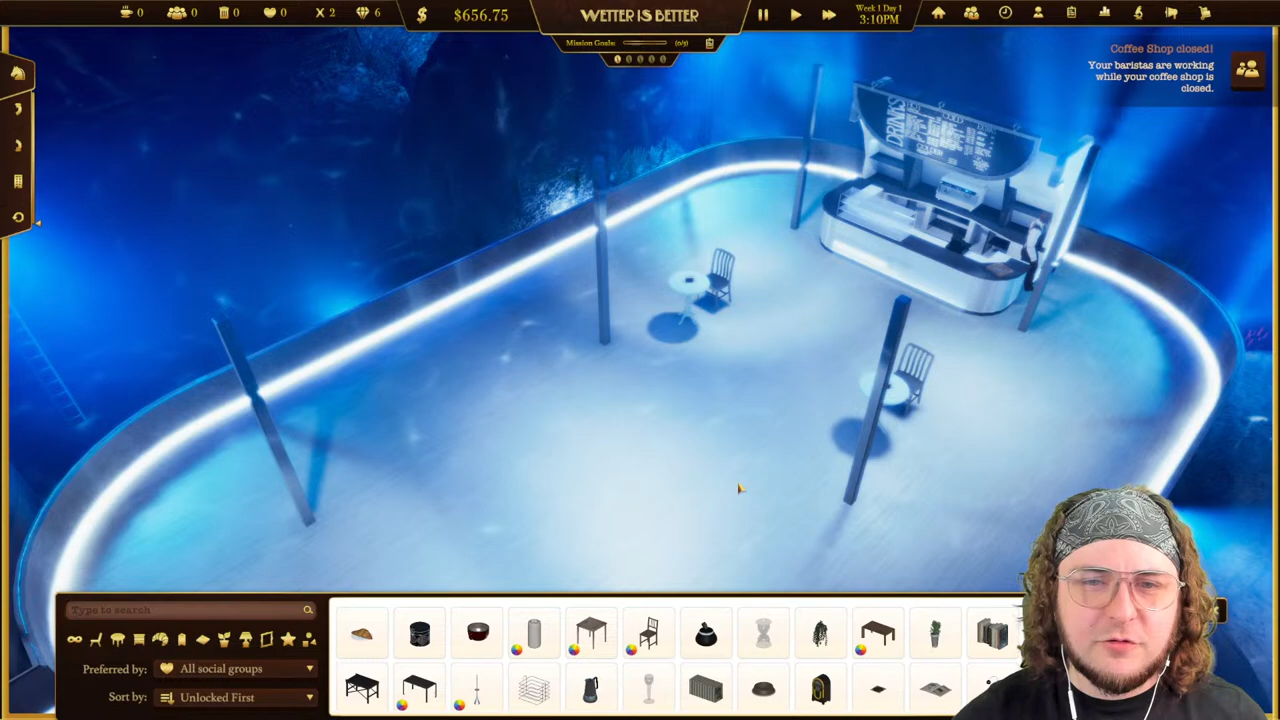 0
0
0
0
2
6
$656.75
WETTER IS BETTER
Week 1 Day 1
3:10PM
Mission Goals:
(0/3)
Coffee Shop closed!
Your baristas are working
while your coffee shop is
closed.
DRINKS
Type to search
Preferred by:
All social groups
Sort by:
Unlocked First